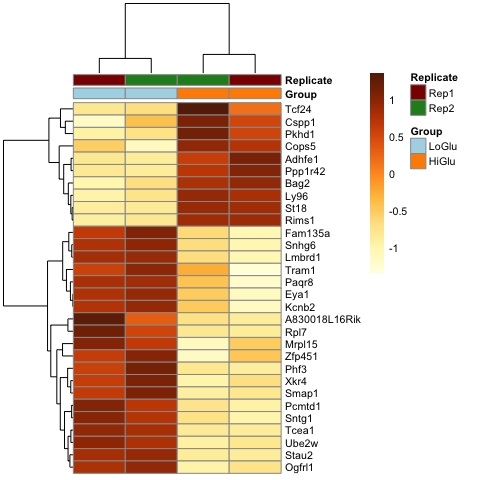 Replicate
Group
Tcf24
Cspp1
Pkhd1
Cops5
Adhfe1
Ppp1r42
Bag2
Ly96
St18
Rims1
Fam135a
Snhg6
Lmbrd1
Tram1
Paqr8
Eya1
Kcnb2
A830018L16Rik
Rpl7
Mrpl15
Zfp451
Phf3
Xkr4
Smap1
Pcmtd1
Sntg1
Tcea1
Ube2w
Stau2
Ogfrl1
1
0.5
0
-0.5
-1
Replicate
Rep1
Rep2
Group
LoGlu
HiGlu